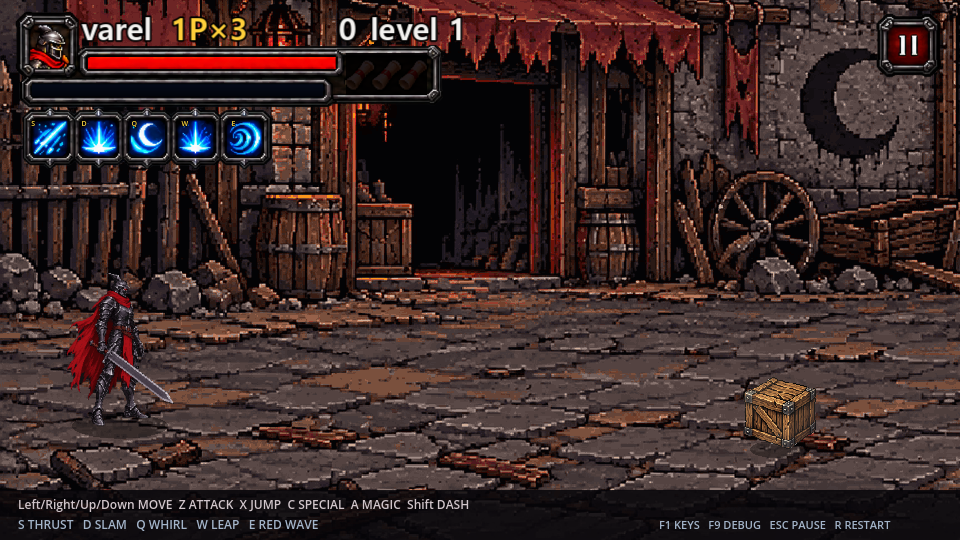 varel 1P×3 0 level 1
S D Q W E
Left/Right/Up/Down MOVE Z ATTACK X JUMP C SPECIAL A MAGIC Shift DASH
S THRUST D SLAM Q WHIRL W LEAP E RED WAVE F1 KEYS F9 DEBUG ESC PAUSE R RESTART